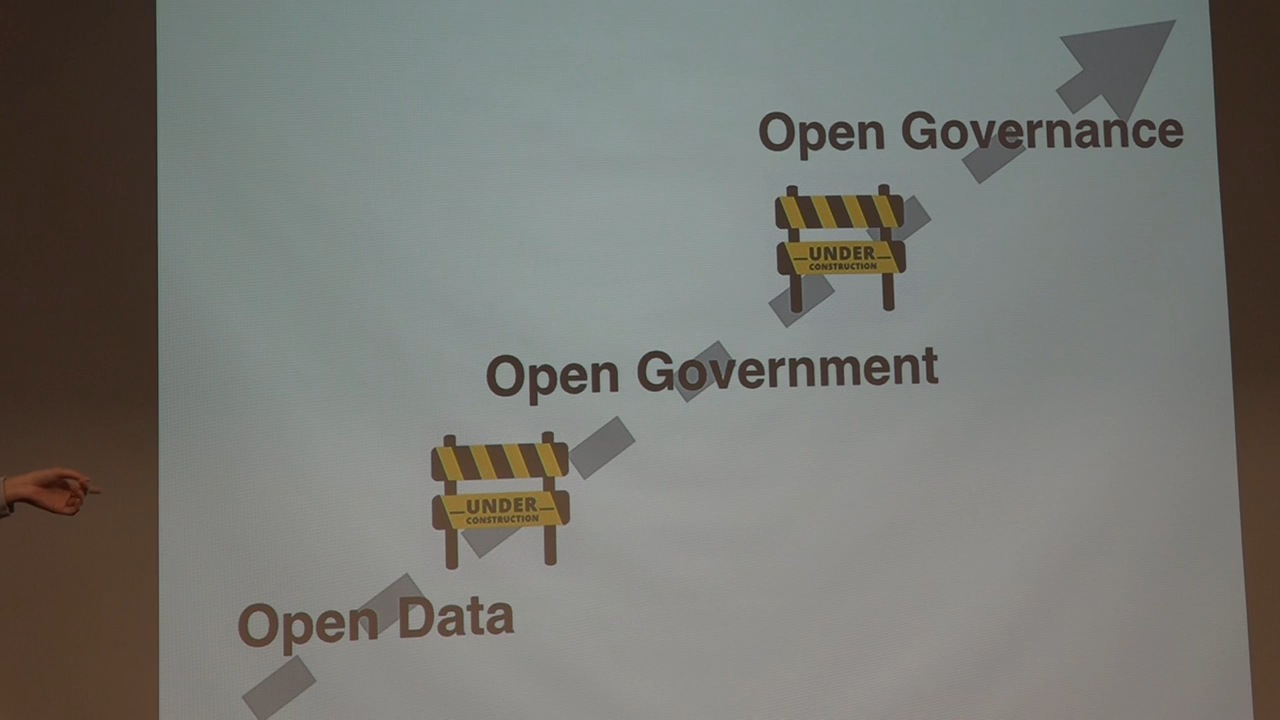 Open Governance
UNDER
CONSTRUCTION
Open Government
UNDER
CONSTRUCTION
Open Data